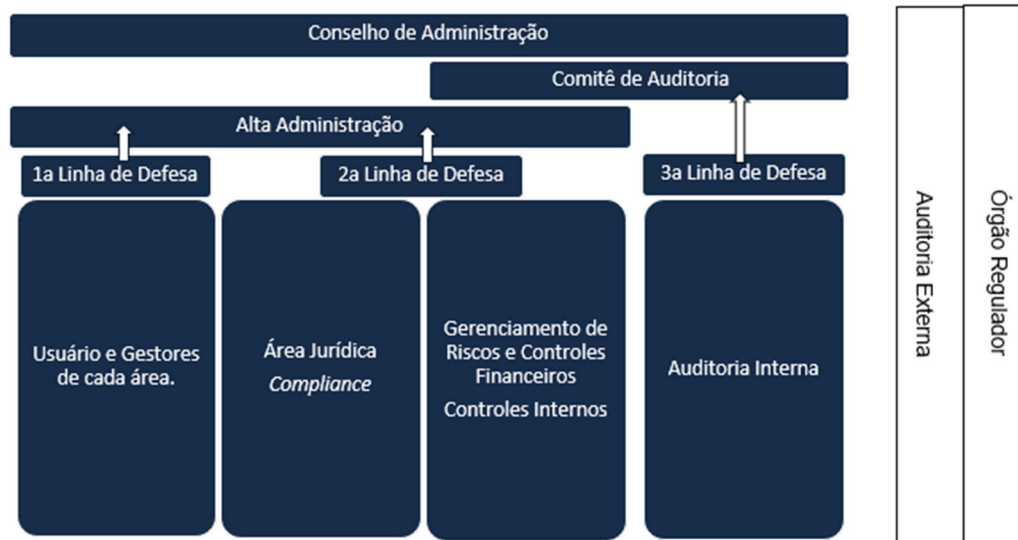 Conselho de Administração
Comitê de Auditoria
Alta Administração
1a Linha de Defesa
2a Linha de Defesa
3a Linha de Defesa
Usuário e Gestores
de cada área.
Área Jurídica
Compliance
Gerenciamento de
Riscos e Controles
Financeiros
Controles Internos
Auditoria Interna
Auditoria Externa
Órgão Regulador